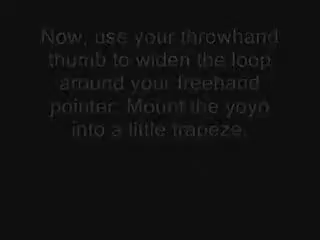 Now, use your throwhand
thumb to widen the loop
around your freehand
pointer. Mount the yoyo
into a little trapeze.